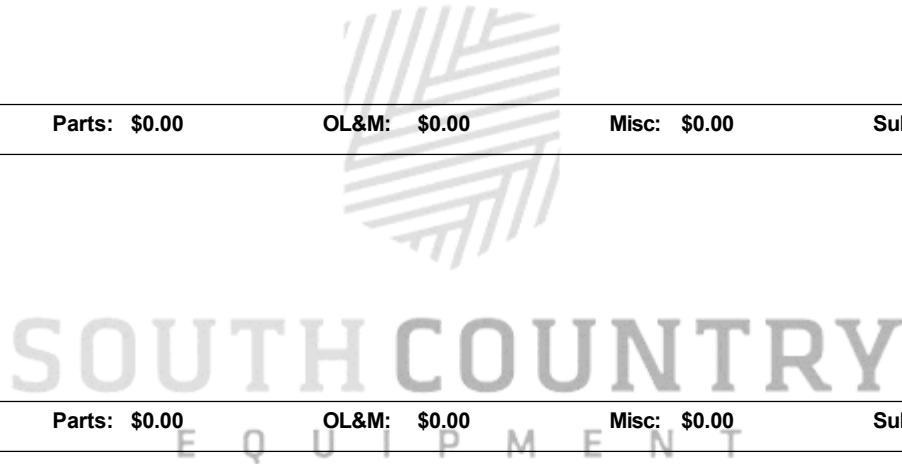 Parts: $0.00 OL&M: $0.00 Misc: $0.00
SOUTH COUNTRY
Parts: $0.00 OL&M: $0.00 Misc: $0.00
EQUIPMENT